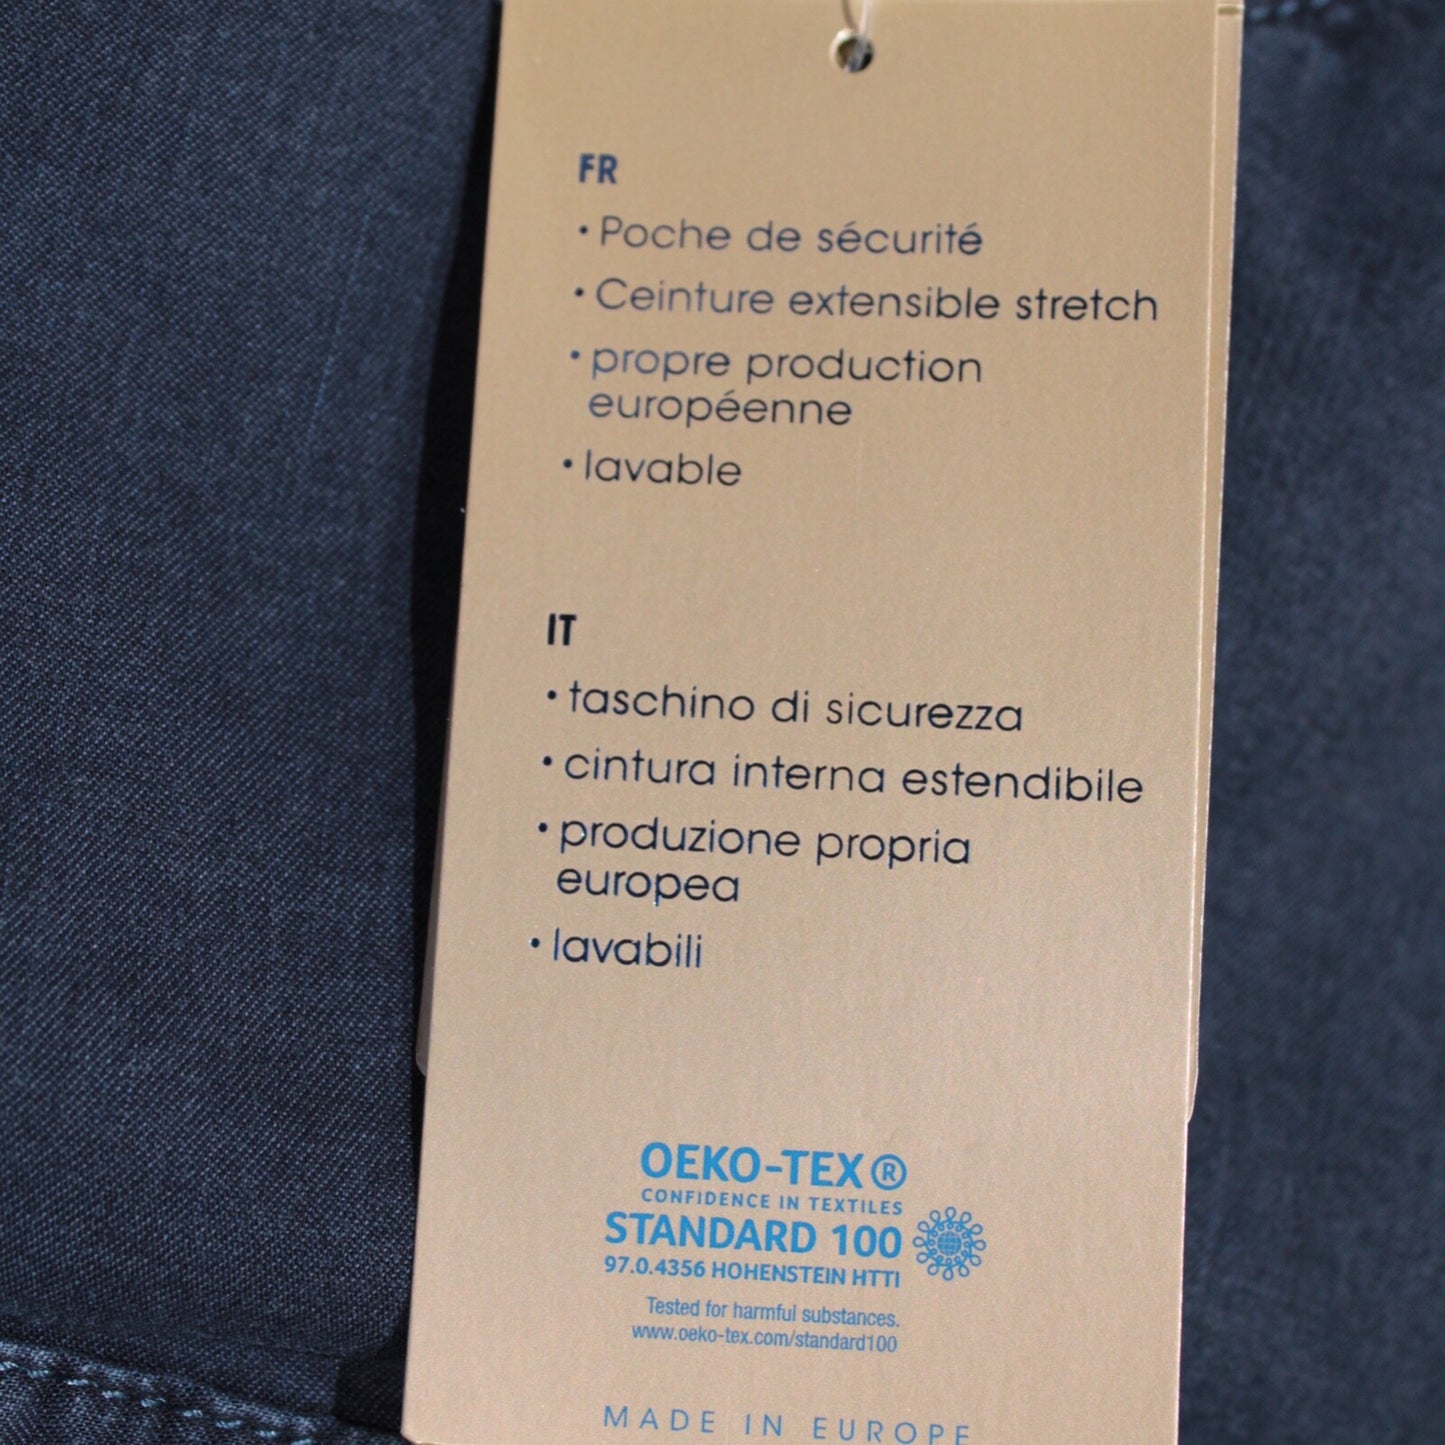 FR
• Poche de sécurité
• Ceinture extensible stretch
• propre production
européenne
• lavable
IT
• taschino di sicurezza
• cintura interna estendibile
• produzione propria
europea
• lavabili
OEKO-TEX®
CONFIDENCE IN TEXTILES
STANDARD 100
97.0.4356 HOHENSTEIN HTTI
Tested for harmful substances.
www.oeko-tex.com/standard100
MADE IN EUROPE